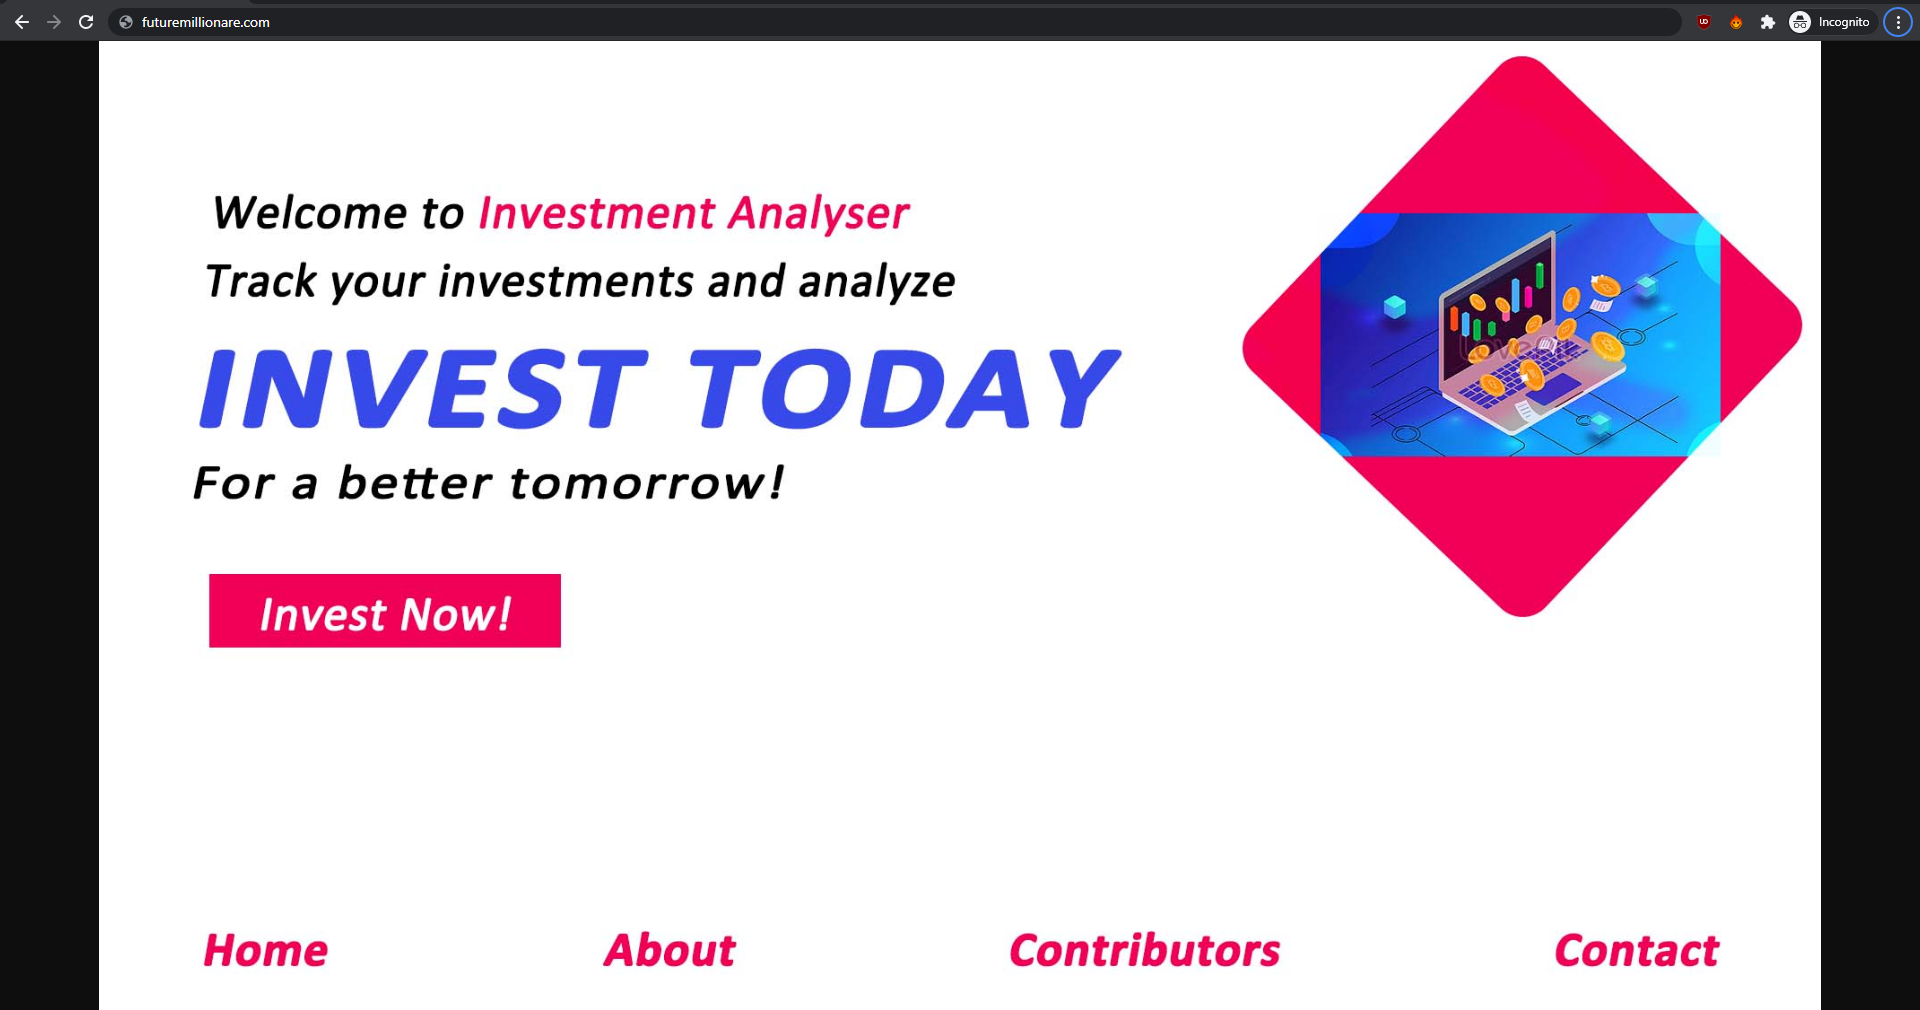 futuremillionare.com
Incognito
Welcome to Investment Analyser
Track your investments and analyze
INVEST TODAY
For a better tomorrow!
Invest Now!
Home About Contributors Contact